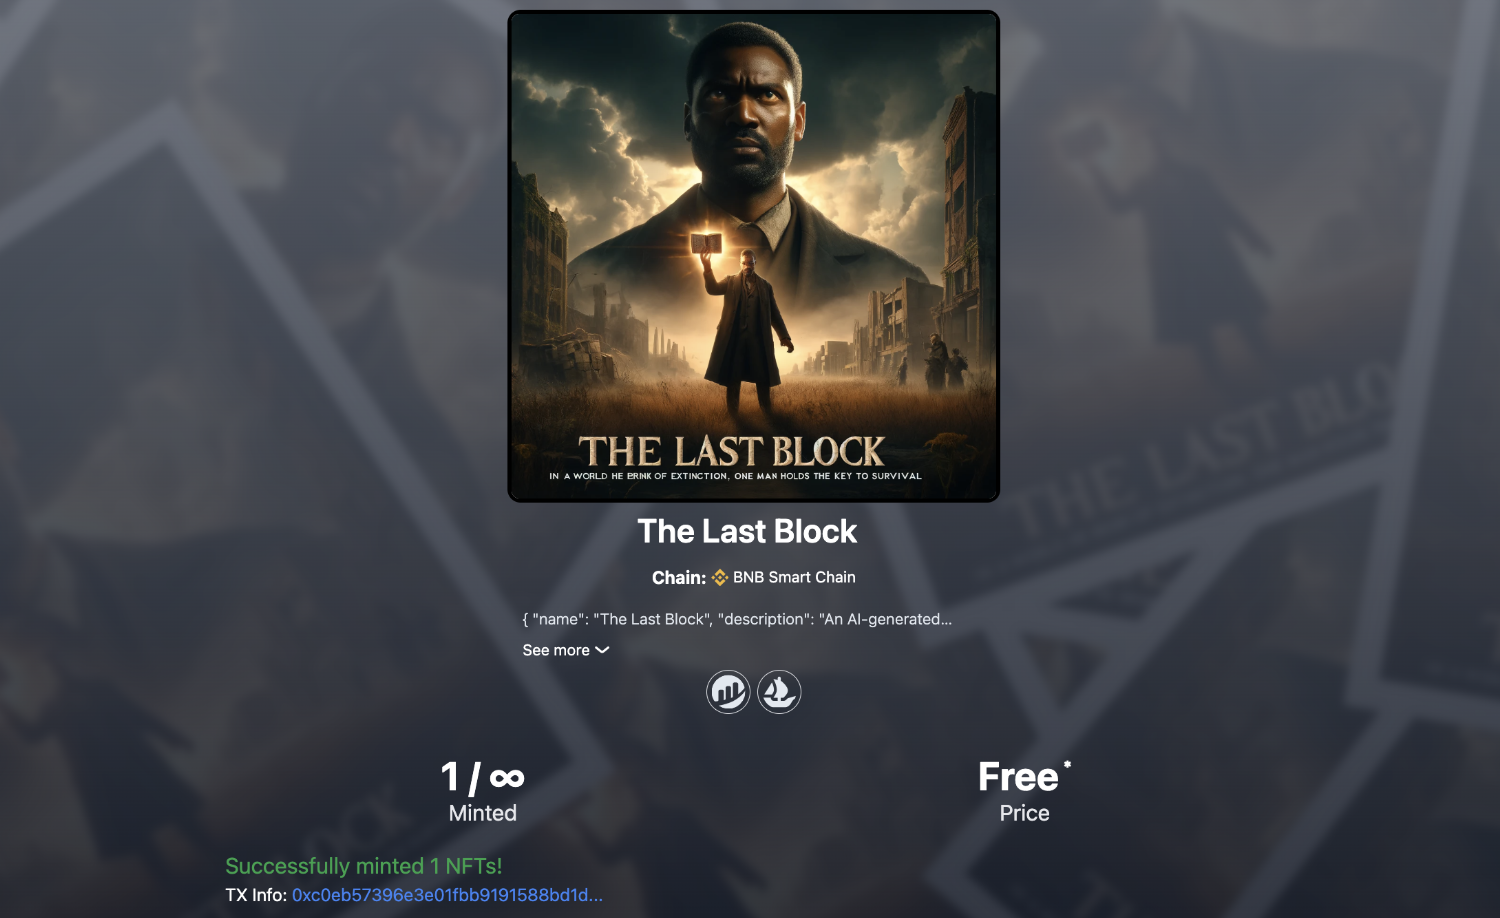 THE LAST BLOCK
IN A WORLD HE BRINK OF EXTINCTION, ONE MAN HOLDS THE KEY TO SURVIVAL
The Last Block
Chain: BNB Smart Chain
{ "name": "The Last Block", "description": "An AI-generated...
See more
1 / ∞
Minted
Free*
Price
Successfully minted 1 NFTs!
TX Info: 0xc0eb57396e3e01fbb9191588bd1d...